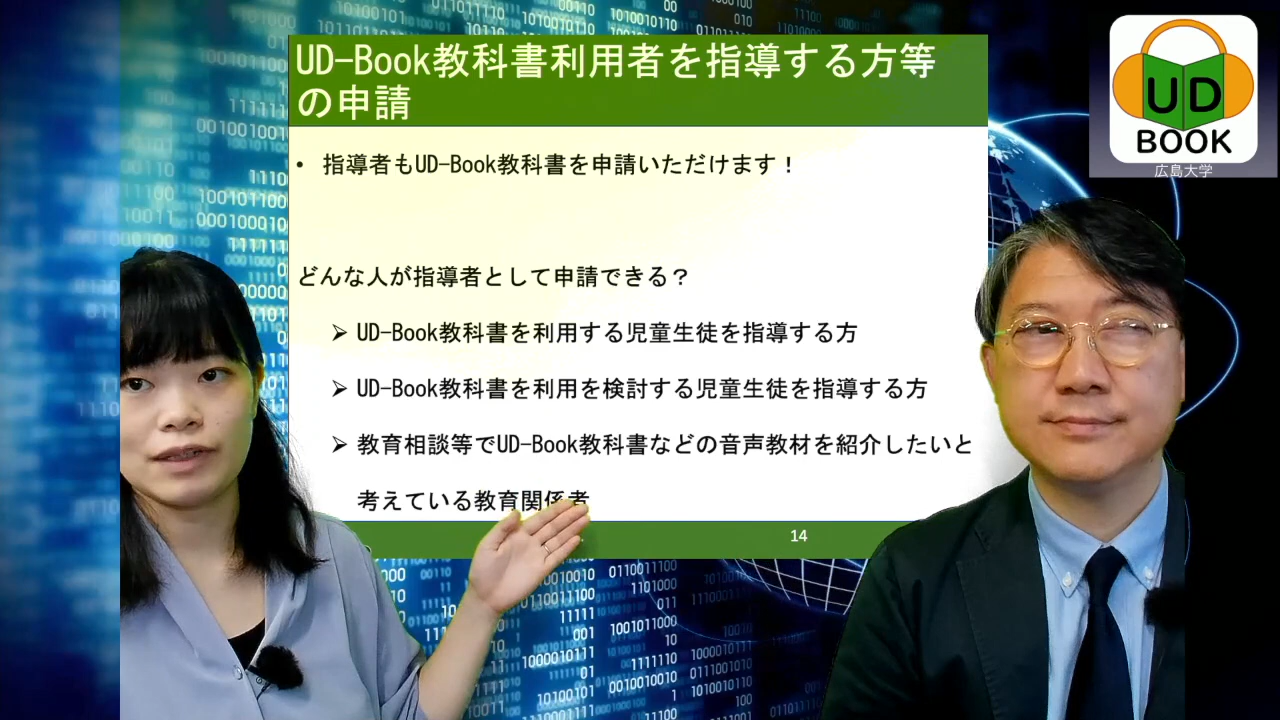 UD-Book教科書利用者を指導する方等
の申請
UD
BOOK
広島大学
• 指導者もUD-Book教科書を申請いただけます！
どんな人が指導者として申請できる？
➢ UD-Book教科書を利用する児童生徒を指導する方
➢ UD-Book教科書を利用を検討する児童生徒を指導する方
➢ 教育相談等でUD-Book教科書などの音声教材を紹介したいと
考えている教育関係者
14